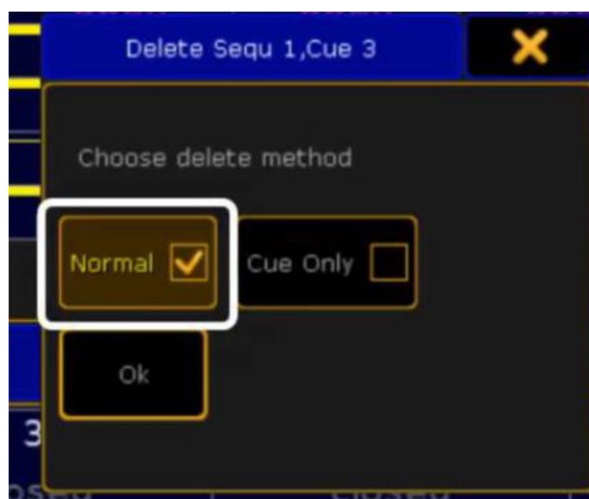 Delete Sequ 1,Cue 3
Choose delete method
Normal Cue Only
Ok
3